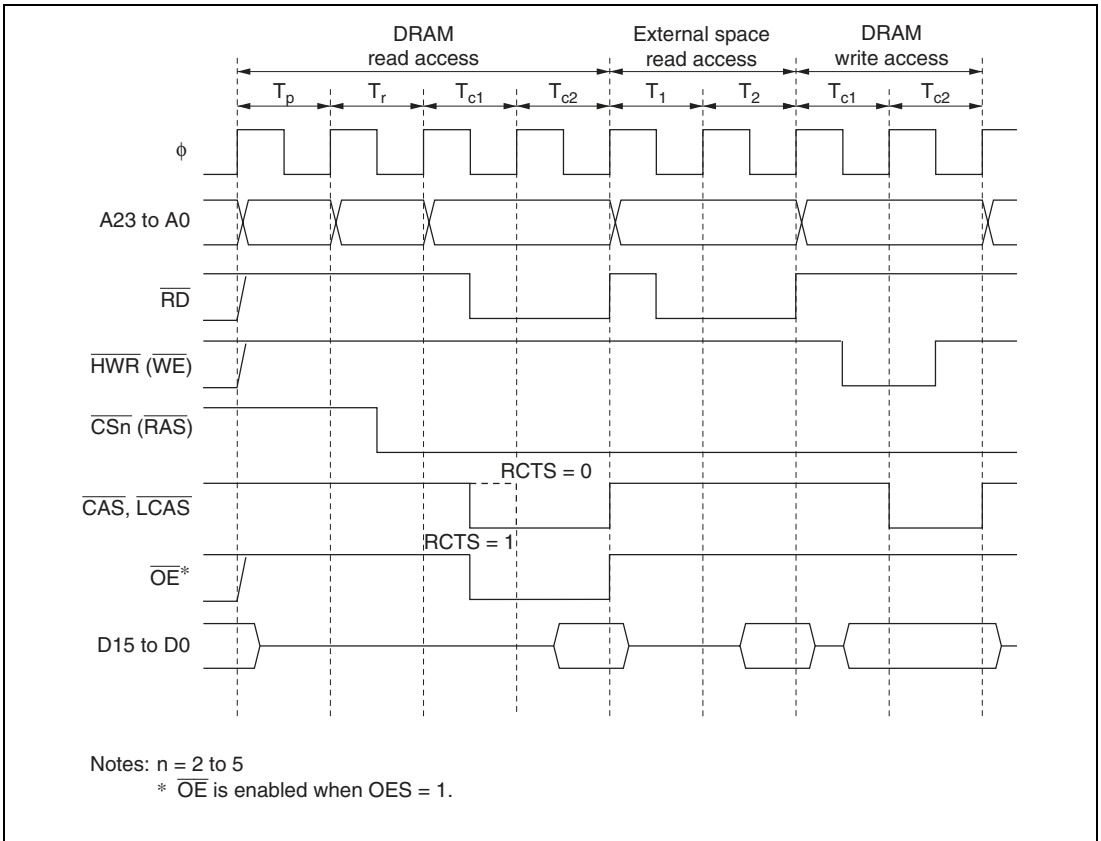 DRAM
read access
External space
read access
DRAM
write access
Tp Tr Tc1 Tc2 T1 T2 Tc1 Tc2
ϕ
A23 to A0
RD
HWR (WE)
CSn (RAS)
RCTS = 0
CAS, LCAS
RCTS = 1
OE*
D15 to D0
Notes: n = 2 to 5
* OE is enabled when OES = 1.